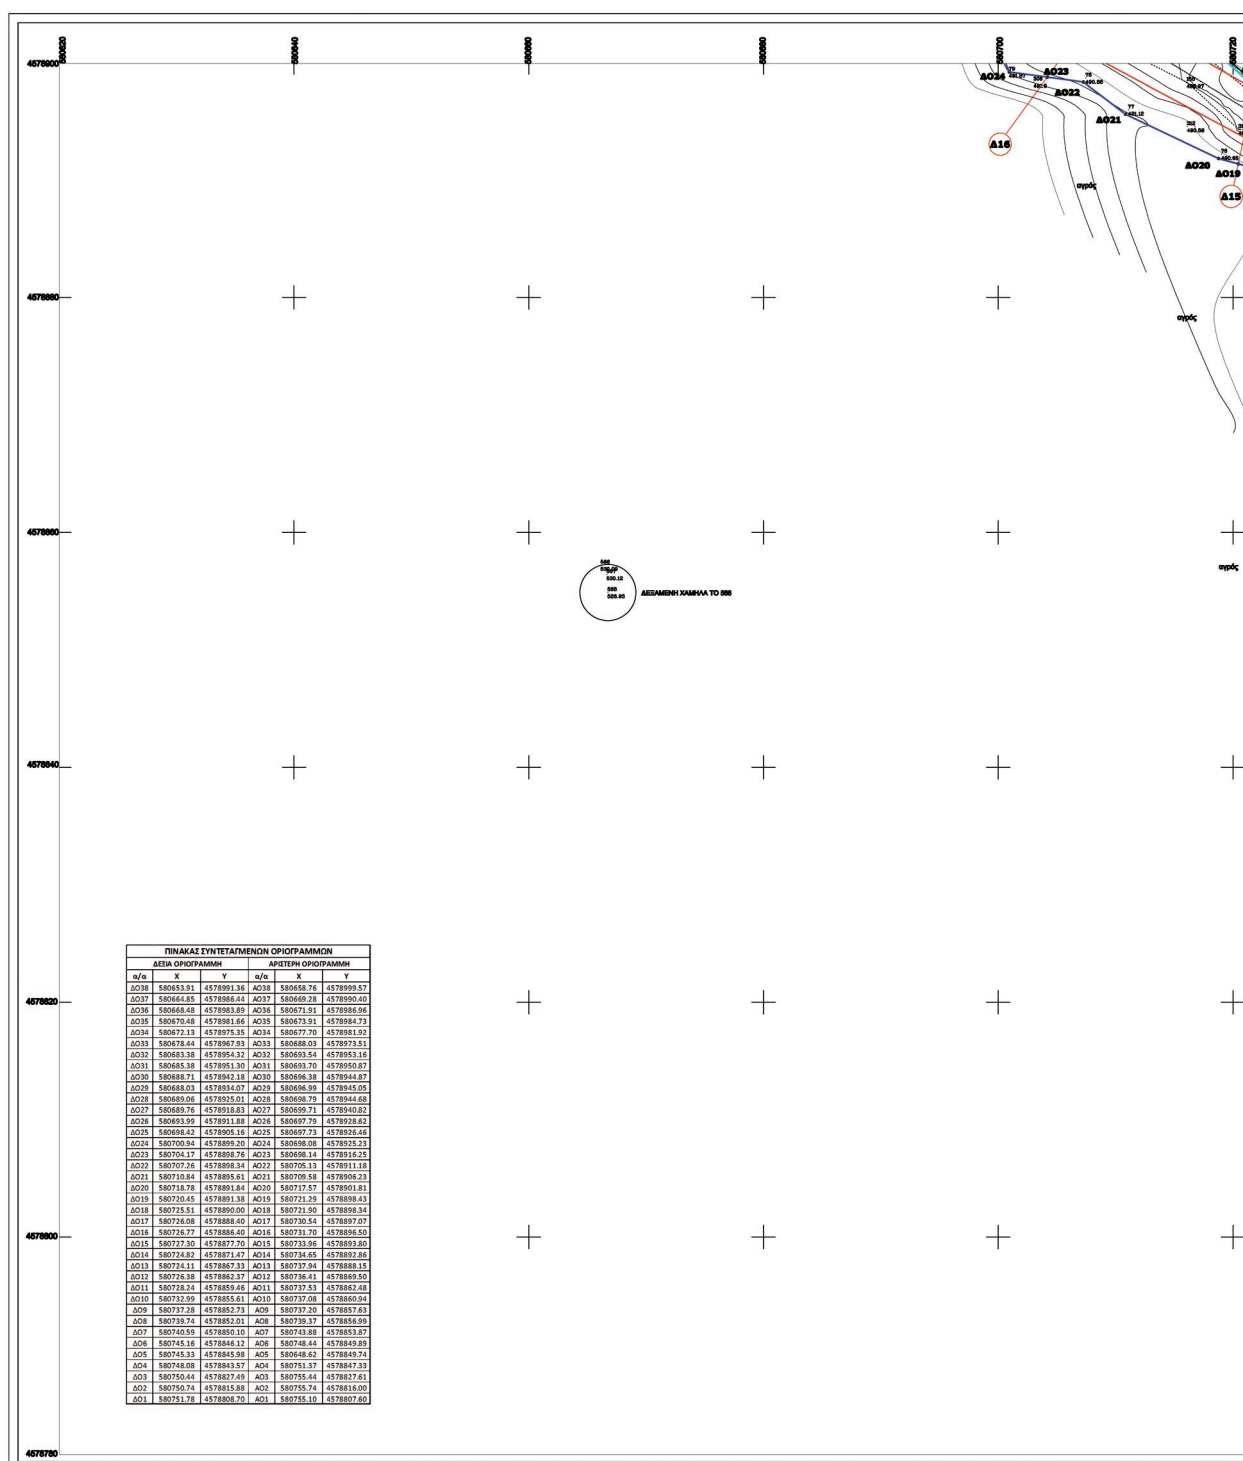 580620 580640 580660 580680 580700 580720
4578900
ΔΟ24 79 ΔΟ23 78 490.88
ΔΟ22
77 491.12
ΔΟ21
352 490.56
76 490.65
Δ16
ΔΟ20 ΔΟ19
αγρός Δ15
4578880
αγρός
4578860
αγρός
530.12
ΔΕΞΑΜΕΝΗ ΧΑΜΗΛΑ ΤΟ 568
4578840
ΠΙΝΑΚΑΣ ΣΥΝΤΕΤΑΓΜΕΝΩΝ ΟΡΙΟΓΡΑΜΜΩΝ
ΔΕΞΙΑ ΟΡΙΟΓΡΑΜΜΗ ΑΡΙΣΤΕΡΗ ΟΡΙΟΓΡΑΜΜΗ
α/α X Y α/α X Y
ΔΟ38 580653.91 4578991.36 ΑΟ38 580658.76 4578999.57
ΔΟ37 580664.85 4578986.44 ΑΟ37 580669.28 4578990.40
ΔΟ36 580668.48 4578983.89 ΑΟ36 580671.91 4578986.96
ΔΟ35 580670.48 4578981.66 ΑΟ35 580673.91 4578984.73
ΔΟ34 580672.13 4578975.35 ΑΟ34 580677.70 4578981.92
ΔΟ33 580678.44 4578967.93 ΑΟ33 580688.03 4578973.51
ΔΟ32 580683.38 4578954.32 ΑΟ32 580693.54 4578953.16
ΔΟ31 580685.38 4578951.30 ΑΟ31 580693.70 4578950.87
ΔΟ30 580688.71 4578942.18 ΑΟ30 580696.38 4578944.87
ΔΟ29 580688.03 4578934.07 ΑΟ29 580696.99 4578945.05
ΔΟ28 580689.06 4578925.01 ΑΟ28 580698.79 4578944.68
ΔΟ27 580689.76 4578918.83 ΑΟ27 580699.71 4578940.82
ΔΟ26 580693.99 4578911.88 ΑΟ26 580697.79 4578928.62
ΔΟ25 580698.42 4578905.16 ΑΟ25 580697.73 4578926.46
ΔΟ24 580700.94 4578899.20 ΑΟ24 580698.08 4578925.23
ΔΟ23 580704.17 4578898.76 ΑΟ23 580698.14 4578916.25
ΔΟ22 580707.26 4578898.34 ΑΟ22 580705.13 4578911.18
ΔΟ21 580710.84 4578895.61 ΑΟ21 580709.58 4578906.23
ΔΟ20 580718.78 4578891.84 ΑΟ20 580717.57 4578901.81
ΔΟ19 580720.45 4578891.38 ΑΟ19 580721.29 4578898.43
ΔΟ18 580725.51 4578890.00 ΑΟ18 580721.90 4578898.34
ΔΟ17 580726.08 4578888.40 ΑΟ17 580730.54 4578897.07
ΔΟ16 580726.77 4578886.40 ΑΟ16 580731.70 4578896.50
ΔΟ15 580727.30 4578877.70 ΑΟ15 580733.96 4578893.80
ΔΟ14 580724.82 4578871.47 ΑΟ14 580734.65 4578892.86
ΔΟ13 580724.11 4578867.33 ΑΟ13 580737.94 4578888.15
ΔΟ12 580726.38 4578862.37 ΑΟ12 580736.41 4578869.50
ΔΟ11 580728.24 4578859.46 ΑΟ11 580737.53 4578862.48
ΔΟ10 580732.99 4578855.61 ΑΟ10 580737.08 4578860.94
ΔΟ9 580737.28 4578852.73 ΑΟ9 580737.20 4578857.63
ΔΟ8 580739.74 4578852.01 ΑΟ8 580739.37 4578856.99
ΔΟ7 580740.59 4578850.10 ΑΟ7 580743.88 4578853.87
ΔΟ6 580745.16 4578846.12 ΑΟ6 580748.44 4578849.89
ΔΟ5 580745.33 4578845.98 ΑΟ5 580648.62 4578849.74
ΔΟ4 580748.08 4578843.57 ΑΟ4 580751.37 4578847.33
ΔΟ3 580750.44 4578827.49 ΑΟ3 580755.44 4578827.61
ΔΟ2 580750.74 4578815.88 ΑΟ2 580755.74 4578816.00
ΔΟ1 580751.78 4578808.70 ΑΟ1 580755.10 4578807.60
4578820
4578800
4578780